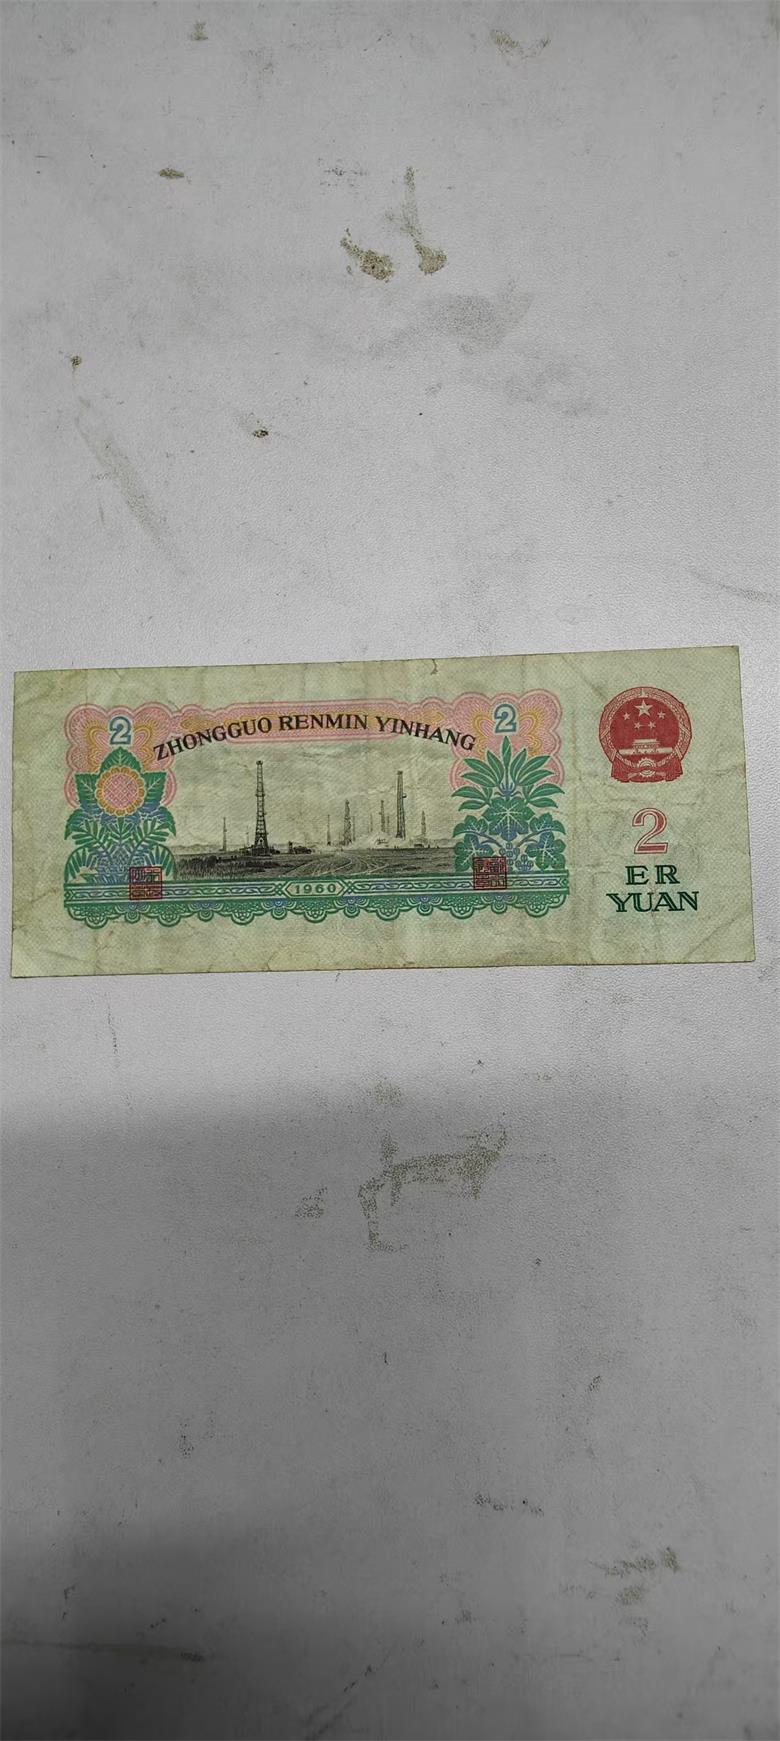 2
ZHONGGUO RENMIN YINHANG
2
1960
2
ER
YUAN